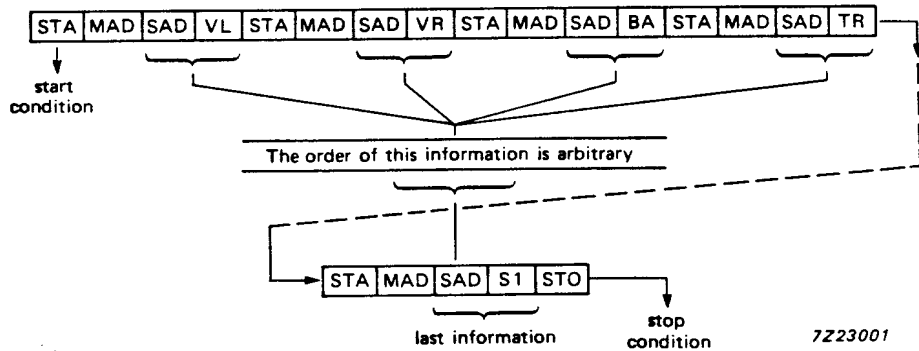 STA MAD SAD VL STA MAD SAD VR STA MAD SAD BA STA MAD SAD TR
start
condition
The order of this information is arbitrary
STA MAD SAD S1 STO
last information
stop
condition
7Z23001